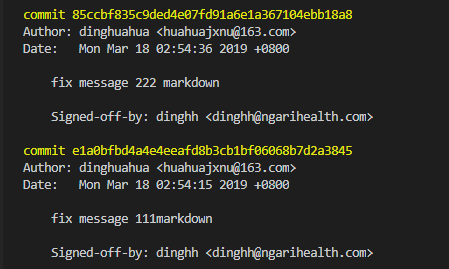 commit 85ccbf835c9ded4e07fd91a6e1a367104ebb18a8
Author: dinghuahua <huahuajxnu@163.com>
Date:   Mon Mar 18 02:54:36 2019 +0800
fix message 222 markdown
Signed-off-by: dinghh <dinghh@ngarihealth.com>
commit e1a0bfbd4a4e4eeafd8b3cb1bf06068b7d2a3845
Author: dinghuahua <huahuajxnu@163.com>
Date:   Mon Mar 18 02:54:15 2019 +0800
fix message 111markdown
Signed-off-by: dinghh <dinghh@ngarihealth.com>